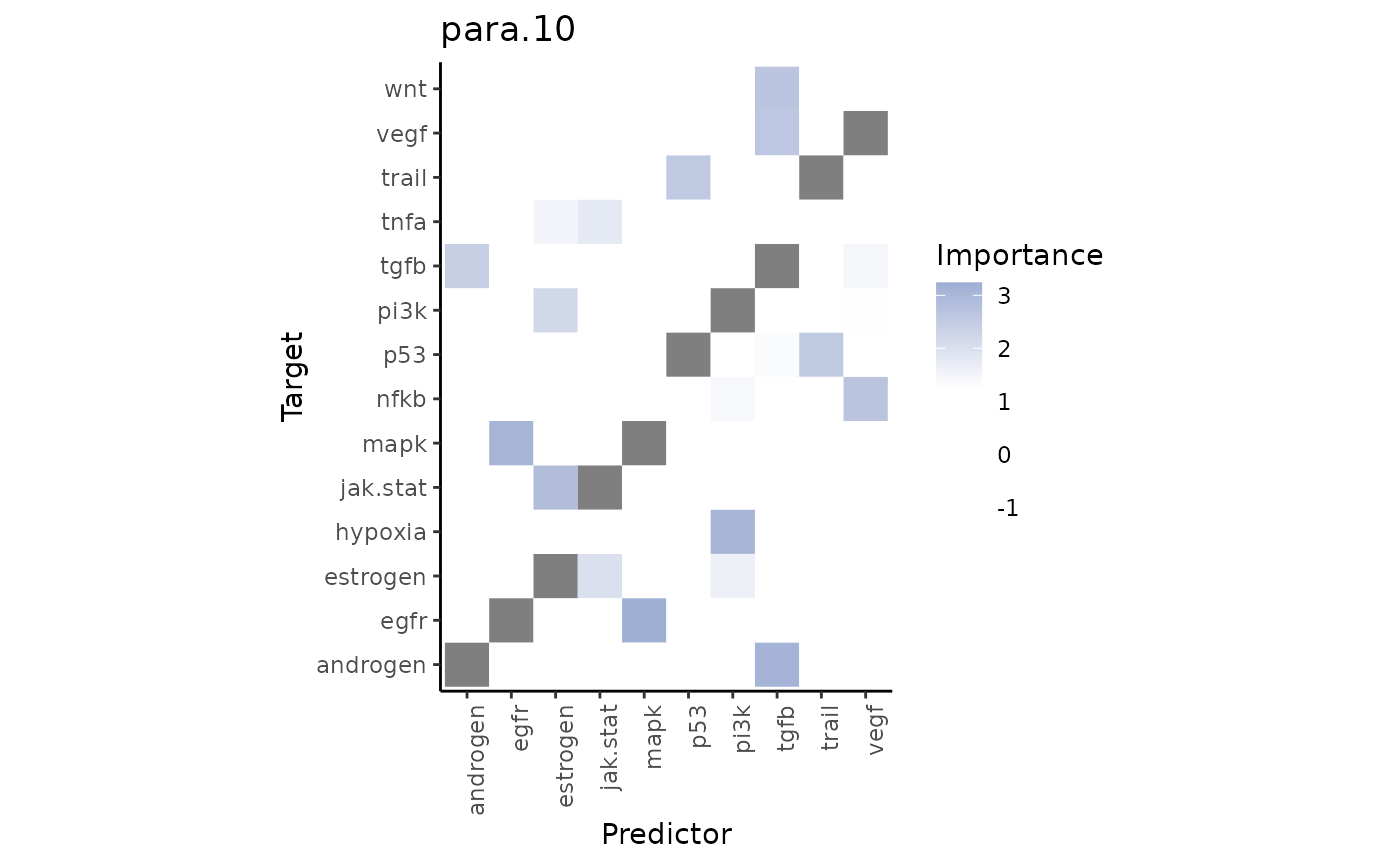 para.10
wnt
vegf
trail
tnfa
tgfb
pi3k
p53
nfkb
mapk
jak.stat
hypoxia
estrogen
egfr
androgen
Target
androgen
egfr
estrogen
jak.stat
mapk
p53
pi3k
tgfb
trail
vegf
Predictor
Importance
3
2
1
0
-1